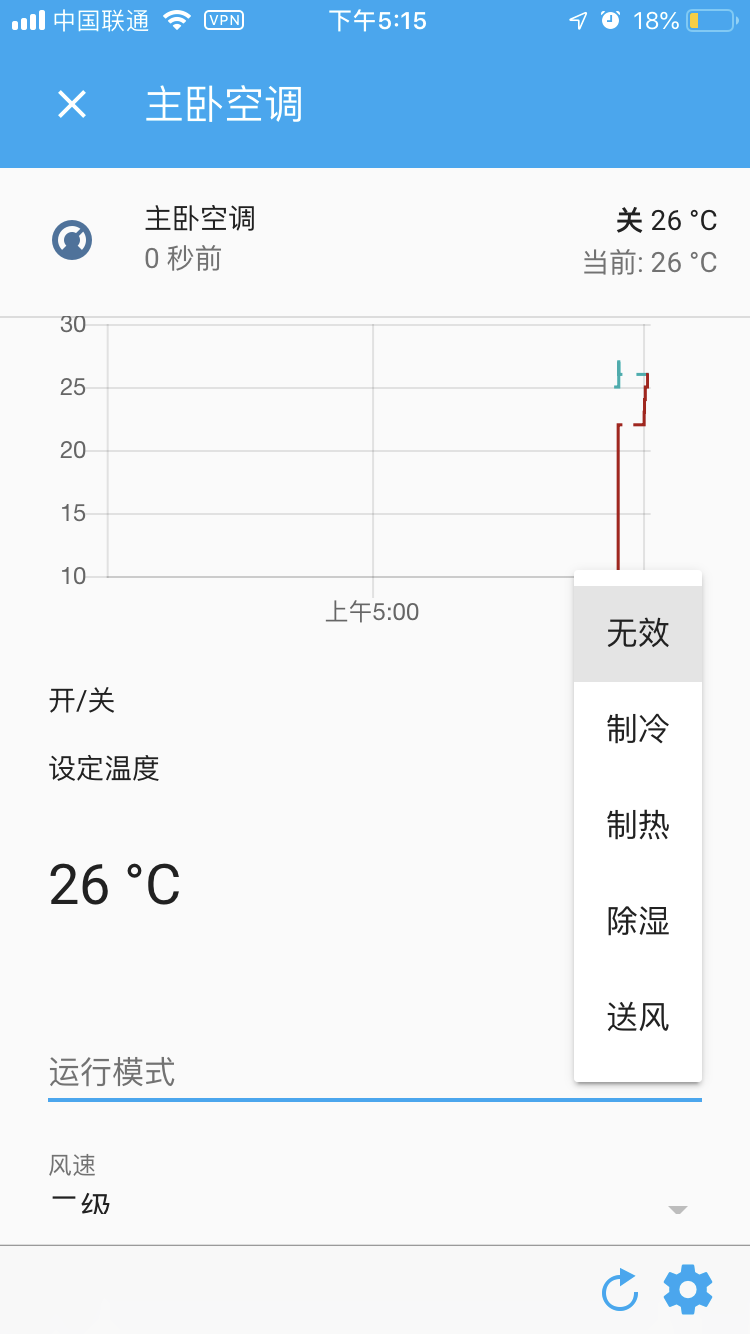 中国联通 VPN 下午5:15 18%
主卧空调
主卧空调 关 26 °C
0 秒前 当前: 26 °C
30
25
20
15
10
上午5:00
无效
开/关
制冷
设定温度
制热
26 °C
除湿
送风
运行模式
风速
二级